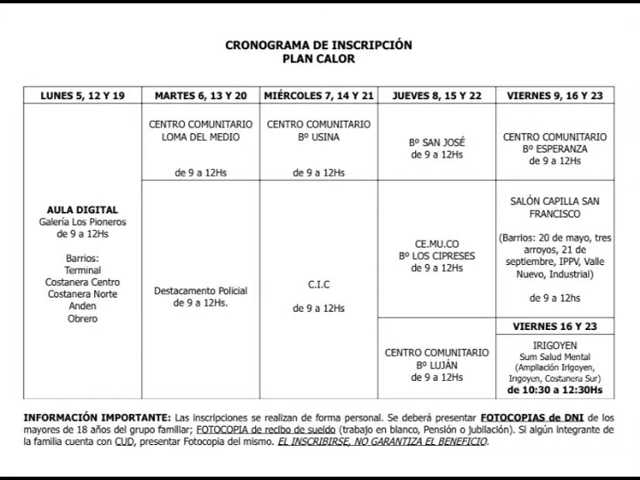 CRONOGRAMA DE INSCRIPCIÓN
PLAN CALOR
LUNES 5, 12 Y 19
MARTES 6, 13 Y 20
MIÉRCOLES 7, 14 Y 21
JUEVES 8, 15 Y 22
VIERNES 9, 16 Y 23
AULA DIGITAL
Galería Los Pioneros
de 9 a 12Hs
Barrios:
Terminal
Costanera Centro
Costanera Norte
Anden
Obrero
CENTRO COMUNITARIO
LOMA DEL MEDIO
de 9 a 12Hs
Destacamento Policial
de 9 a 12Hs.
CENTRO COMUNITARIO
Bº USINA
de 9 a 12Hs
C.I.C
de 9 a 12Hs
Bº SAN JOSÉ
de 9 a 12Hs
CE.MU.CO
Bº LOS CIPRESES
de 9 a 12Hs
CENTRO COMUNITARIO
Bº LUJÁN
de 9 a 12Hs
CENTRO COMUNITARIO
Bº ESPERANZA
de 9 a 12Hs
SALÓN CAPILLA SAN
FRANCISCO
(Barrios: 20 de mayo, tres
arroyos, 21 de
septiembre, IPPV, Valle
Nuevo, Industrial)
de 9 a 12hs
VIERNES 16 Y 23
IRIGOYEN
Sum Salud Mental
(Ampliación Irigoyen,
Irigoyen, Costanera Sur)
de 10:30 a 12:30Hs
INFORMACIÓN IMPORTANTE: Las inscripciones se realizan de forma personal. Se deberá presentar FOTOCOPIAS de DNI de los
mayores de 18 años del grupo familiar; FOTOCOPIA de recibo de sueldo (trabajo en blanco, Pensión o jubilación). Si algún integrante de
la familia cuenta con CUD, presentar Fotocopia del mismo. EL INSCRIBIRSE, NO GARANTIZA EL BENEFICIO.